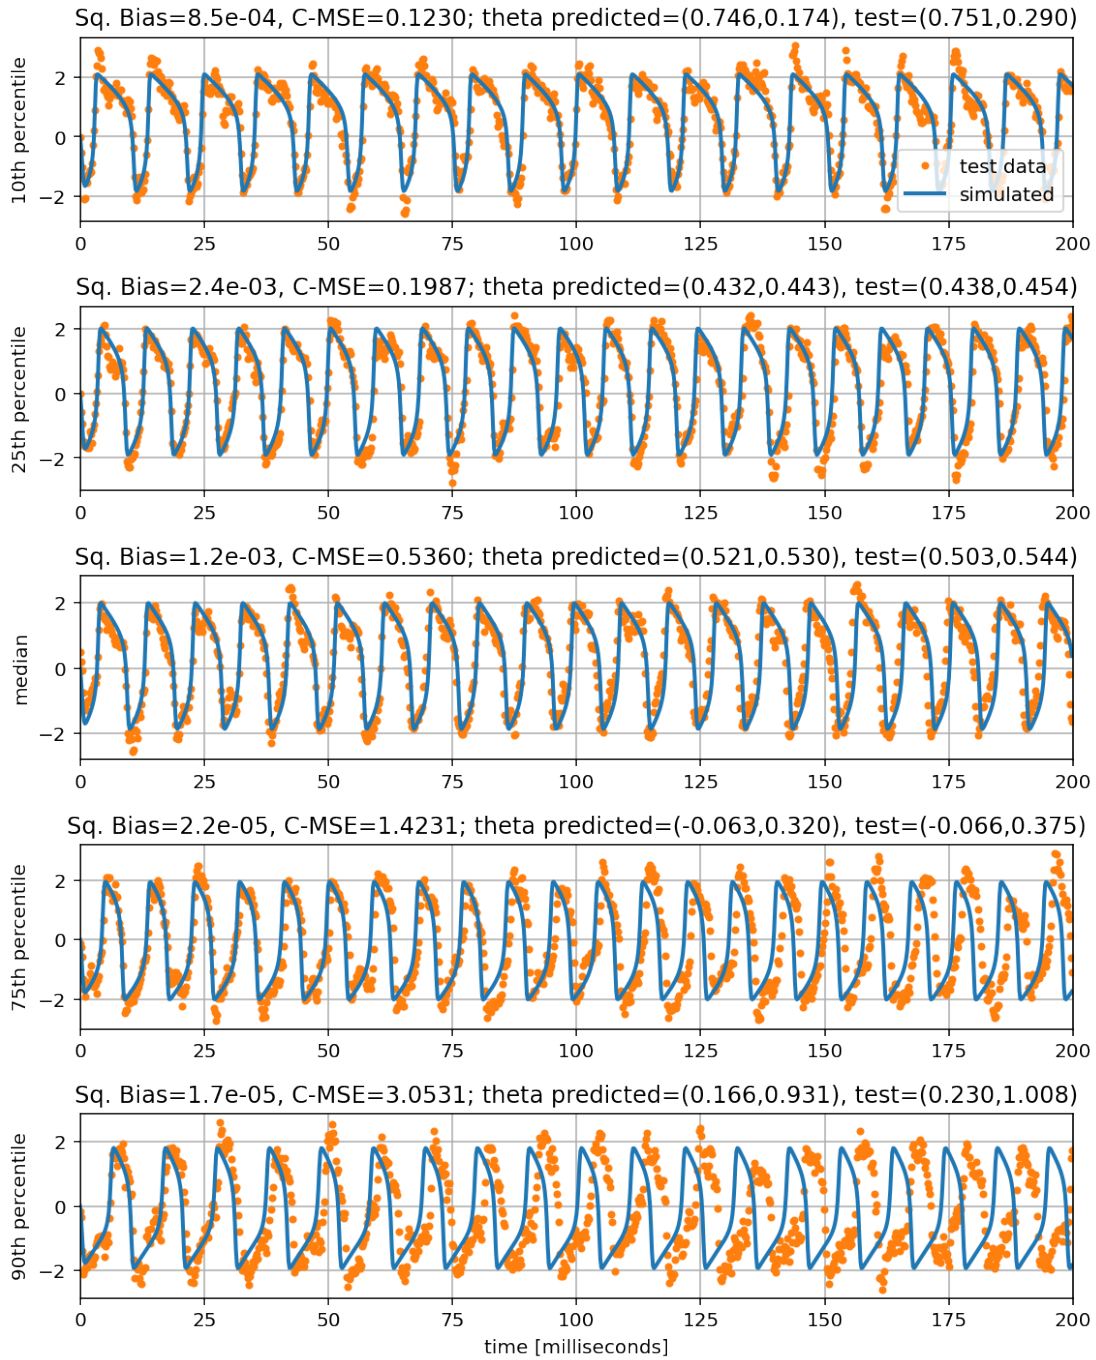 Sq. Bias=8.5e-04, C-MSE=0.1230; theta predicted=(0.746,0.174), test=(0.751,0.290)
10th percentile
2
0
−2
test data
simulated
0 25 50 75 100 125 150 175 200
Sq. Bias=2.4e-03, C-MSE=0.1987; theta predicted=(0.432,0.443), test=(0.438,0.454)
25th percentile
2
0
−2
0 25 50 75 100 125 150 175 200
Sq. Bias=1.2e-03, C-MSE=0.5360; theta predicted=(0.521,0.530), test=(0.503,0.544)
median
2
0
−2
0 25 50 75 100 125 150 175 200
Sq. Bias=2.2e-05, C-MSE=1.4231; theta predicted=(-0.063,0.320), test=(-0.066,0.375)
75th percentile
2
0
−2
0 25 50 75 100 125 150 175 200
Sq. Bias=1.7e-05, C-MSE=3.0531; theta predicted=(0.166,0.931), test=(0.230,1.008)
90th percentile
2
0
−2
0 25 50 75 100 125 150 175 200
time [milliseconds]